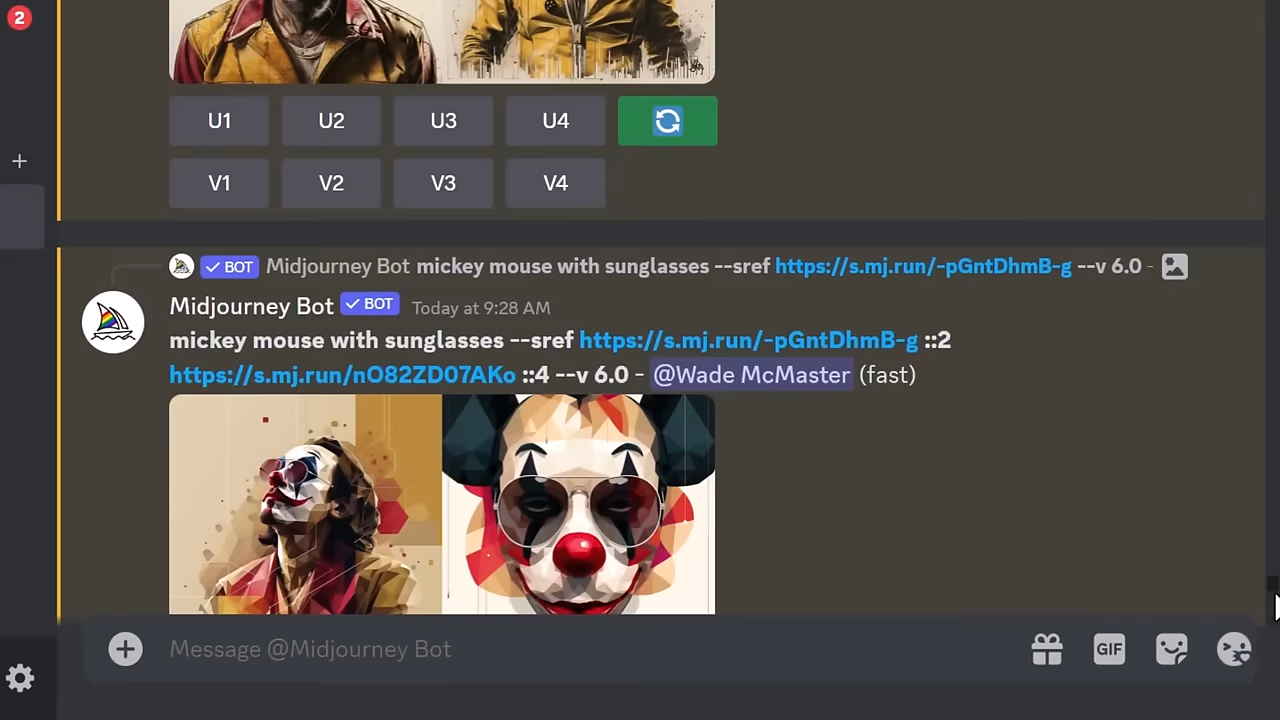 2
U1 U2 U3 U4
V1 V2 V3 V4
BOT Midjourney Bot mickey mouse with sunglasses --sref https://s.mj.run/-pGntDhmB-g --v 6.0 -
Midjourney Bot BOT Today at 9:28 AM
mickey mouse with sunglasses --sref https://s.mj.run/-pGntDhmB-g ::2
https://s.mj.run/nO82ZD07AKo ::4 --v 6.0 - @Wade McMaster (fast)
Message @Midjourney Bot
GIF